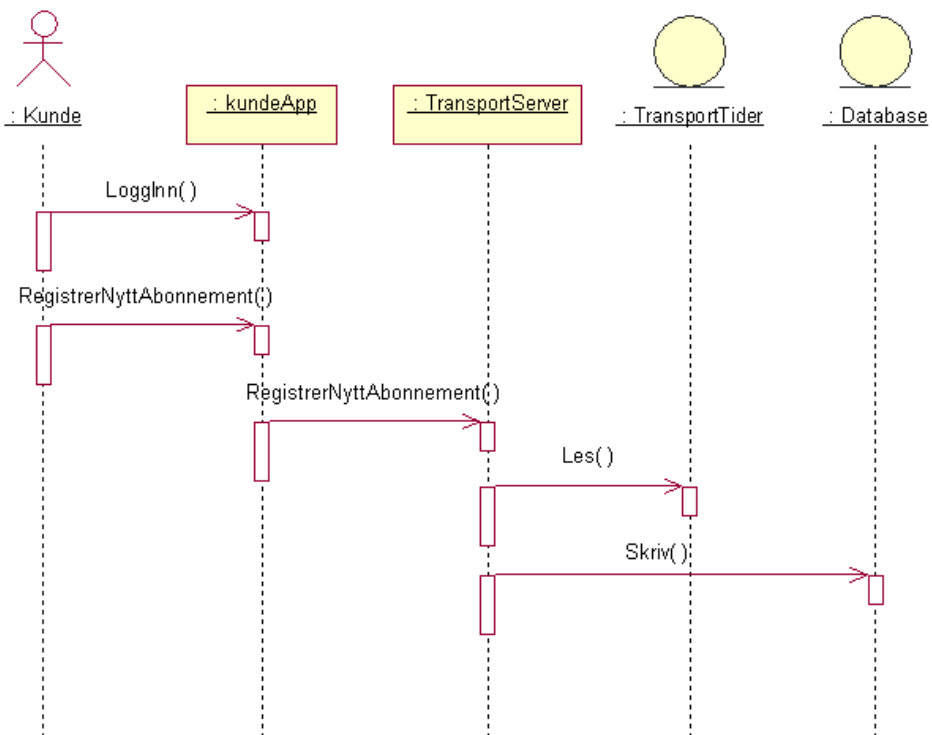 : Kunde
: kundeApp
: TransportServer
: TransportTider
: Database
LoggInn( )
RegistrerNyttAbonnement( )
RegistrerNyttAbonnement( )
Les( )
Skriv( )